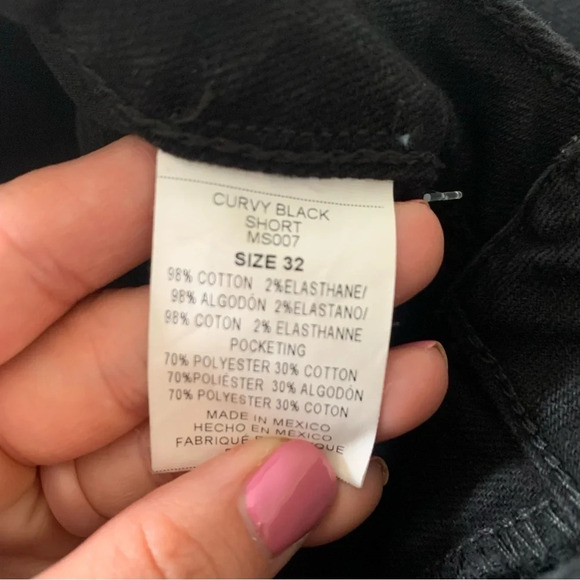 CURVY BLACK
SHORT
MS007
SIZE 32
98% COTTON 2%ELASTHANE/
98% ALGODÓN 2%ELASTANO/
98% COTON 2% ELASTHANNE
POCKETING
70% POLYESTER 30% COTTON
70%POLIÉSTER 30% ALGODÓN
70% POLYESTER 30% COTON
MADE IN MEXICO
HECHO EN MÉXICO
FABRIQUÉ